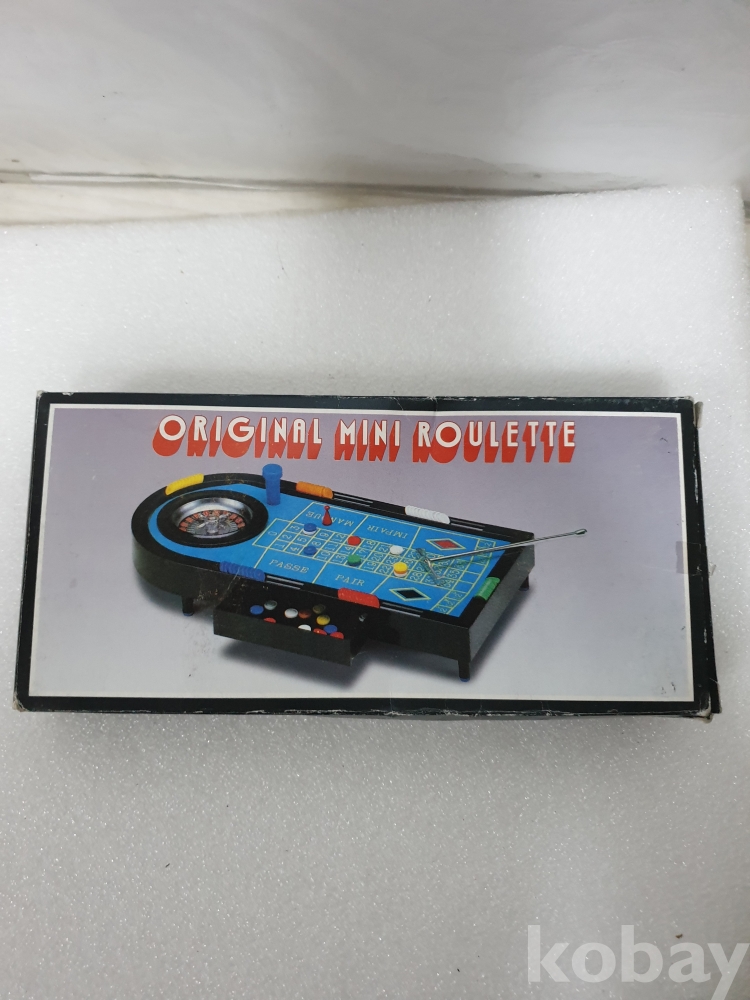 ORIGINAL MINI ROULETTE
MANQUE
IMPAIR
PASSE
PAIR
kobay